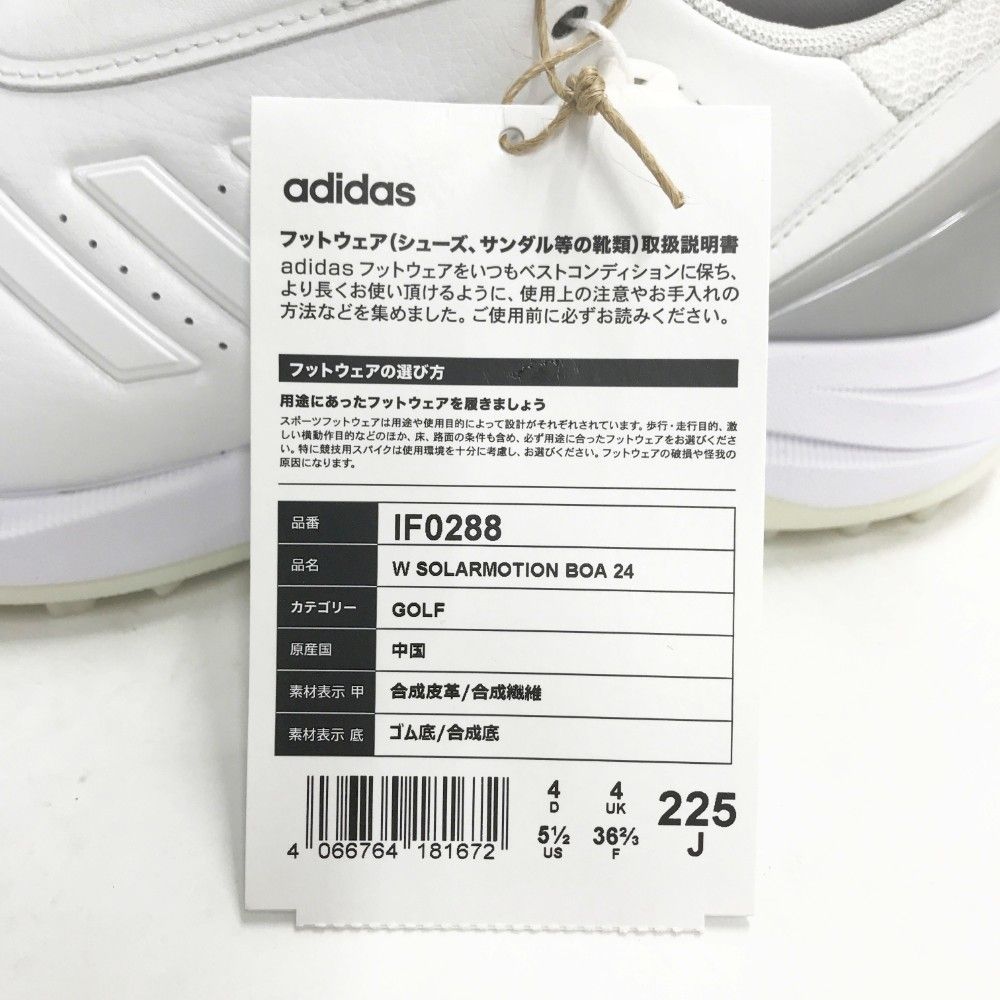 adidas
フットウェア(シューズ、サンダル等の靴類)取扱説明書
adidas フットウェアをいつもベストコンディションに保ち、
より長くお使い頂けるように、使用上の注意やお手入れの
方法などを集めました。ご使用前に必ずお読みください。
フットウェアの選び方
用途にあったフットウェアを履きましょう
スポーツフットウェアは用途や使用目的によって設計がそれぞれされています。歩行・走行目的、激
しい横動作目的などのほか、床、路面の条件も含め、必ず用途に合ったフットウェアをお選びくださ
い。特に競技用スパイクは使用環境を十分に考慮し、お選びください。フットウェアの破損や怪我の
原因になります。
品番 IF0288
品名 W SOLARMOTION BOA 24
カテゴリー GOLF
原産国 中国
素材表示 甲 合成皮革/合成繊維
素材表示 底 ゴム底/合成底
4 D 4 UK 225 J
5½ US 36⅔ F
4 066764 181672